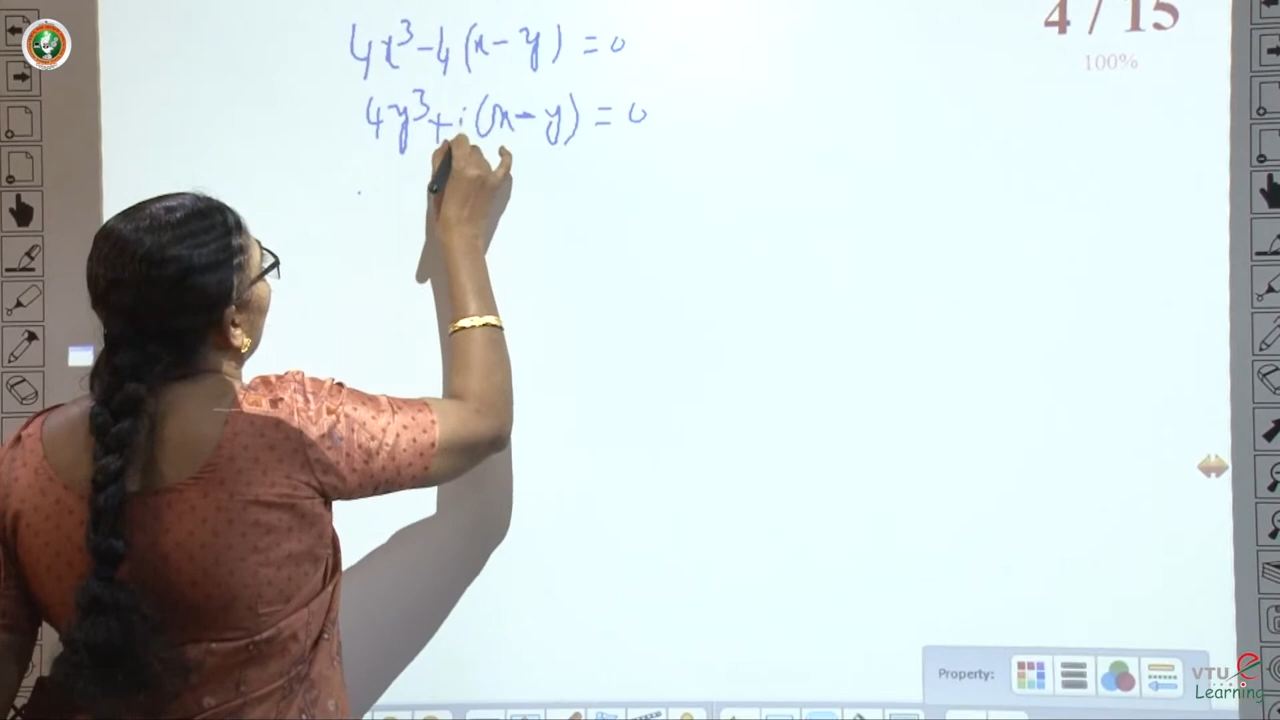 4 / 15
100%
4x³ - 4(x - y) = 0
4y³ + (x - y) = 0
Property:
VTU e
Learning